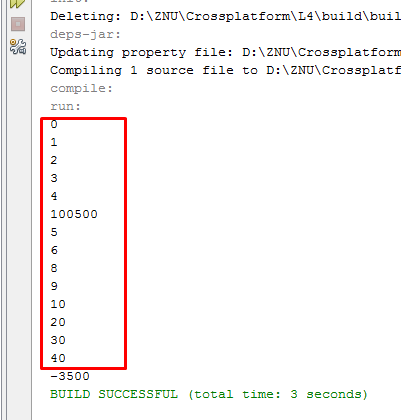 Deleting: D:\ZNU\Crossplatform\L4\build\buil
deps-jar:
Updating property file: D:\ZNU\Crossplatform
Compiling 1 source file to D:\ZNU\Crossplatf
compile:
run:
0
1
2
3
4
100500
5
6
8
9
10
20
30
40
-3500
BUILD SUCCESSFUL (total time: 3 seconds)